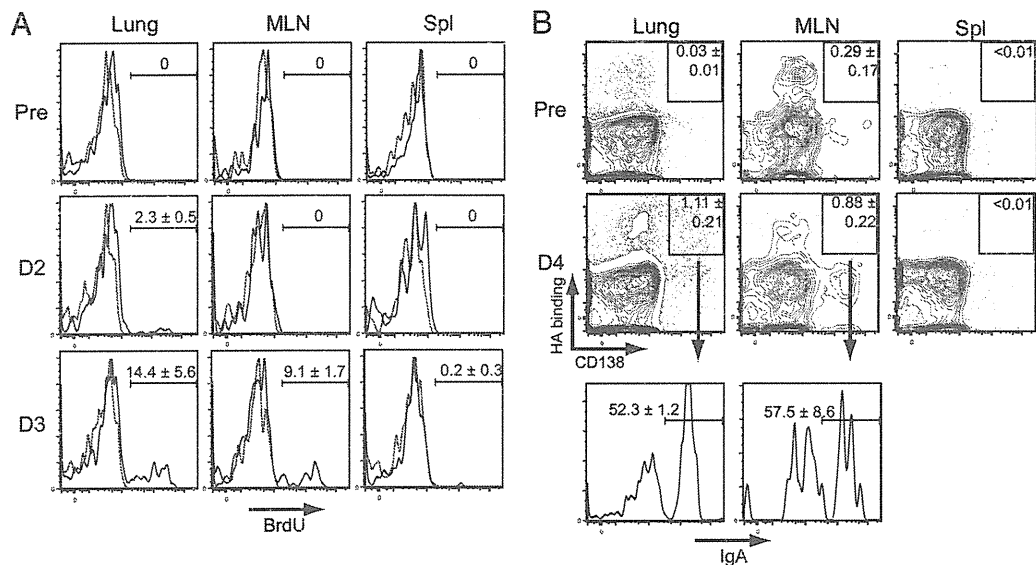 A
Lung MLN Spl
Pre
0 0 0
D2
2.3 ± 0.5 0 0
D3
14.4 ± 5.6 9.1 ± 1.7 0.2 ± 0.3
BrdU
B
Lung MLN Spl
Pre
0.03 ± 0.01
0.29 ± 0.17
<0.01
D4
1.11 ± 0.21
0.88 ± 0.22
<0.01
HA binding
CD138
52.3 ± 1.2 57.5 ± 8.6
IgA